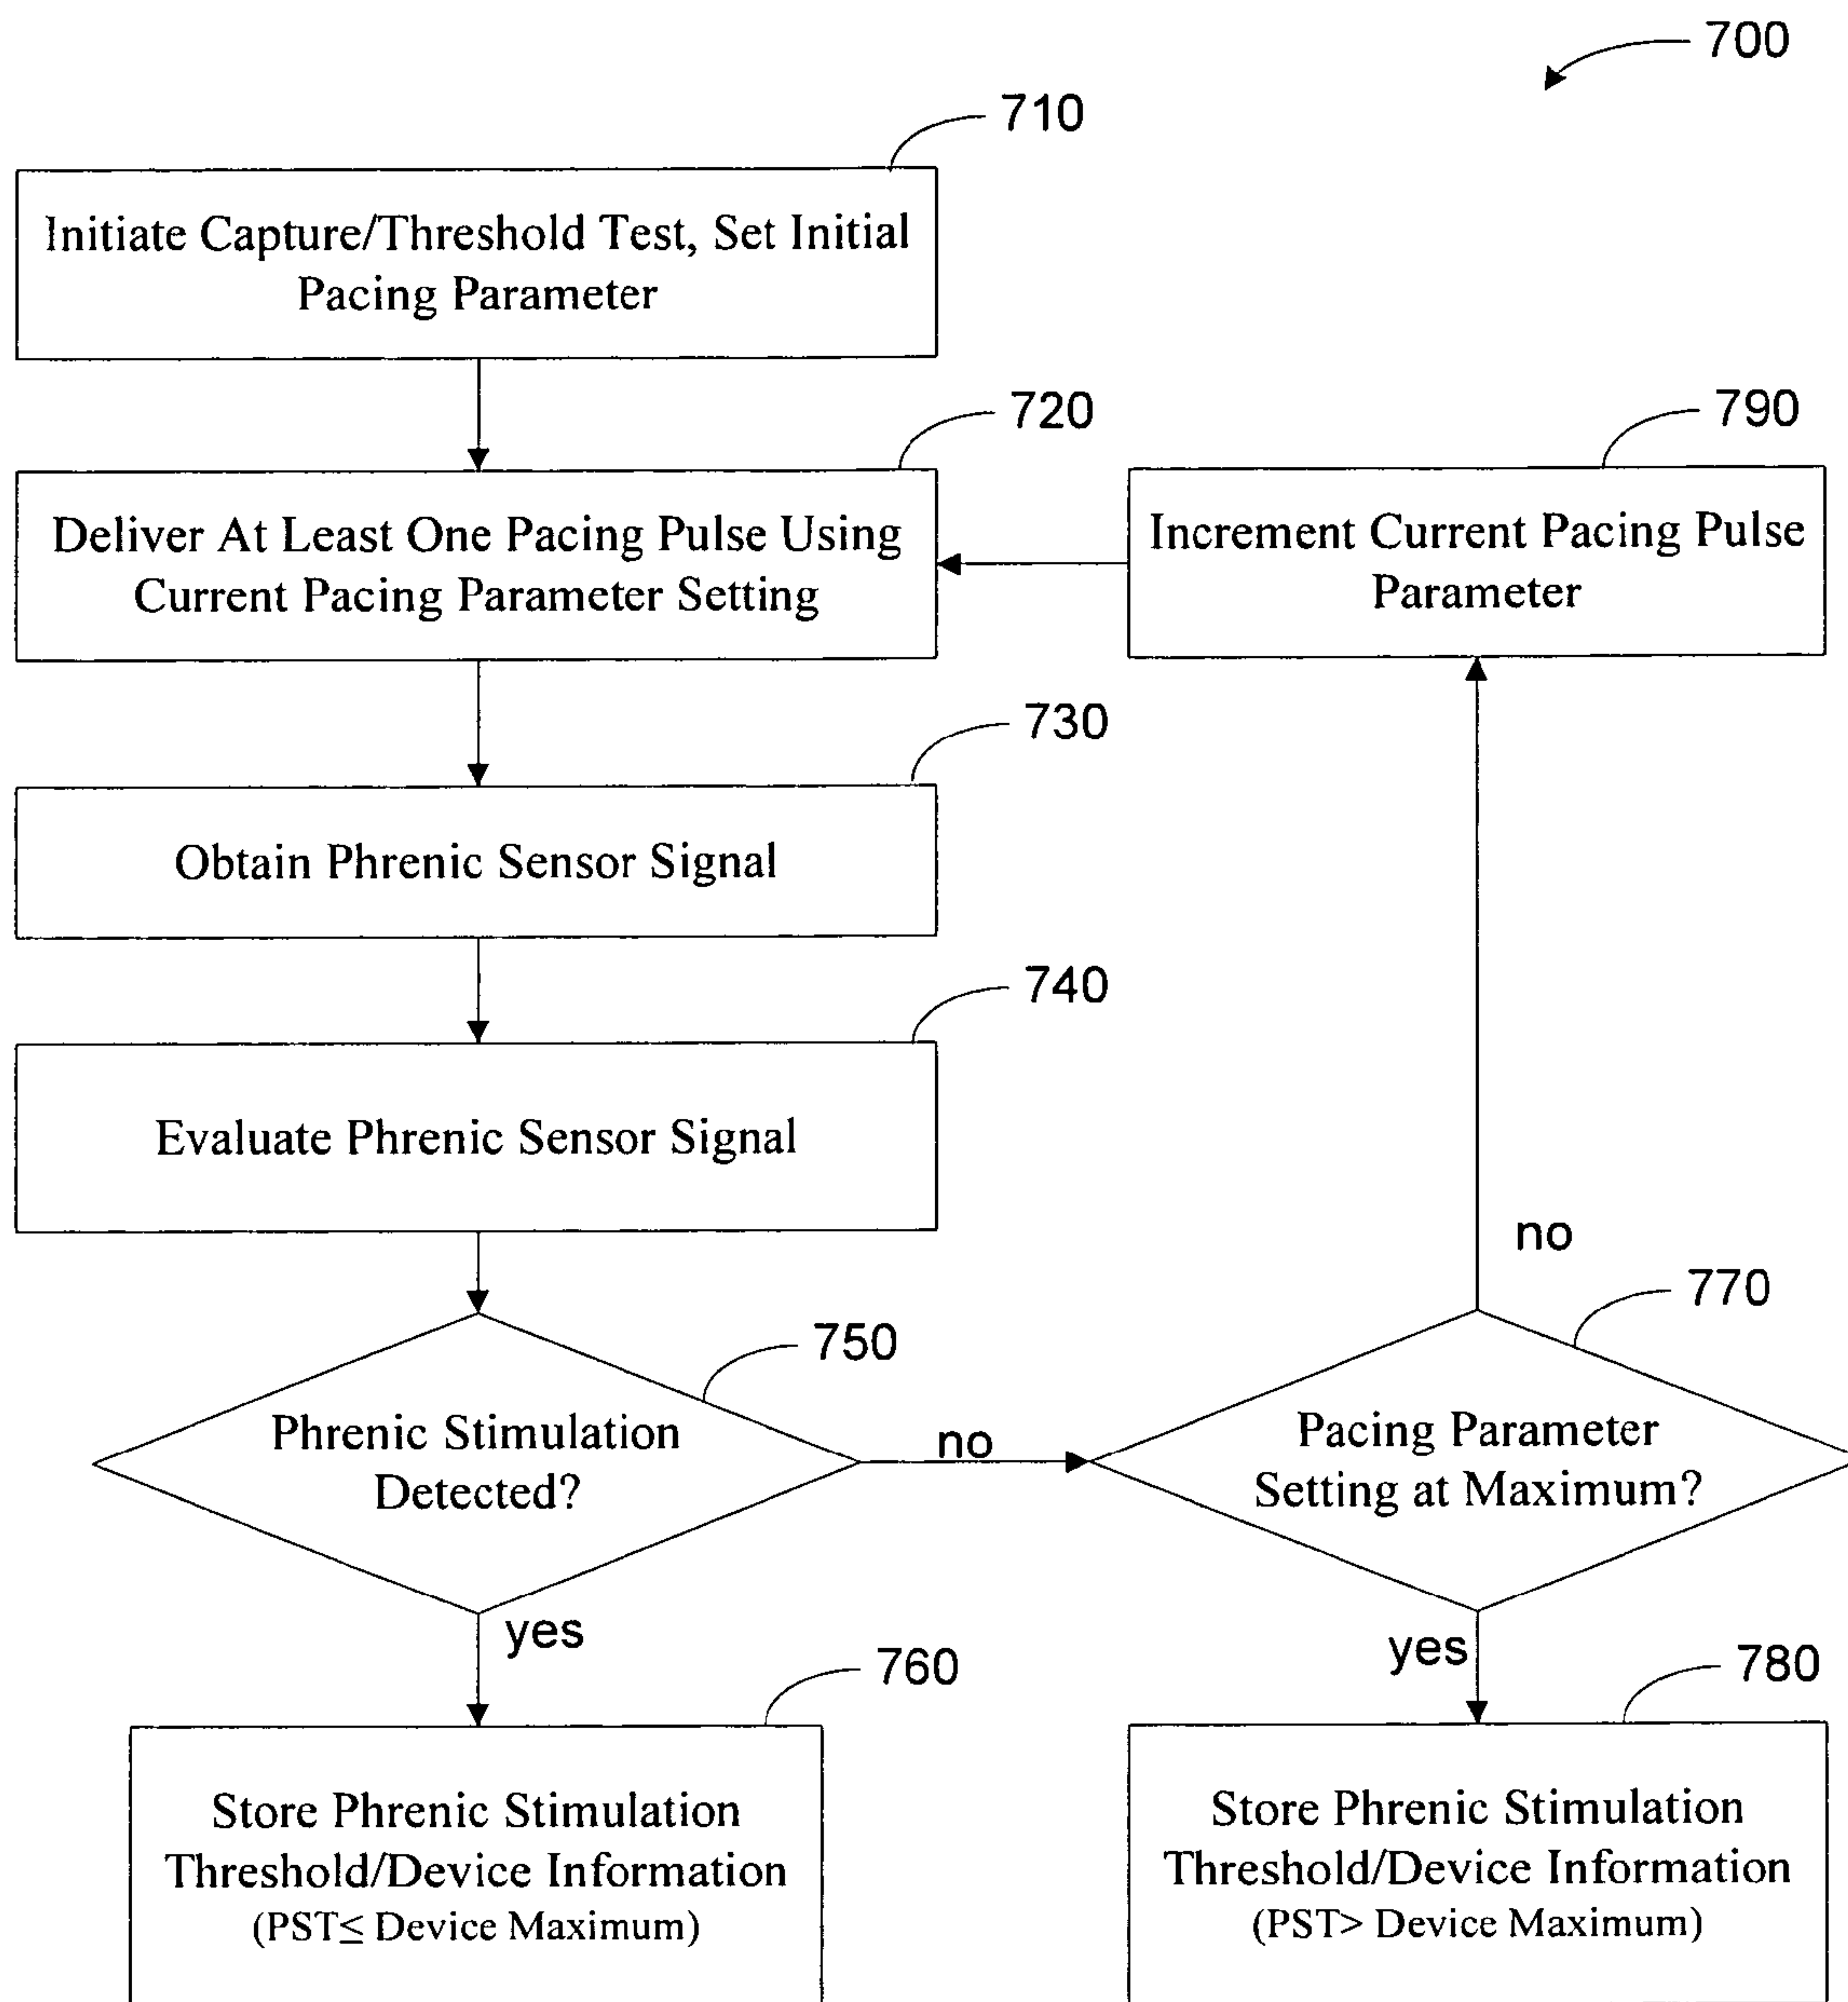 700
710
Initiate Capture/Threshold Test, Set Initial
Pacing Parameter
720
Deliver At Least One Pacing Pulse Using
Current Pacing Parameter Setting
790
Increment Current Pacing Pulse
Parameter
730
Obtain Phrenic Sensor Signal
740
Evaluate Phrenic Sensor Signal
750
Phrenic Stimulation
Detected?
no
770
Pacing Parameter
Setting at Maximum?
no
yes
760
Store Phrenic Stimulation
Threshold/Device Information
(PST≤ Device Maximum)
yes
780
Store Phrenic Stimulation
Threshold/Device Information
(PST> Device Maximum)